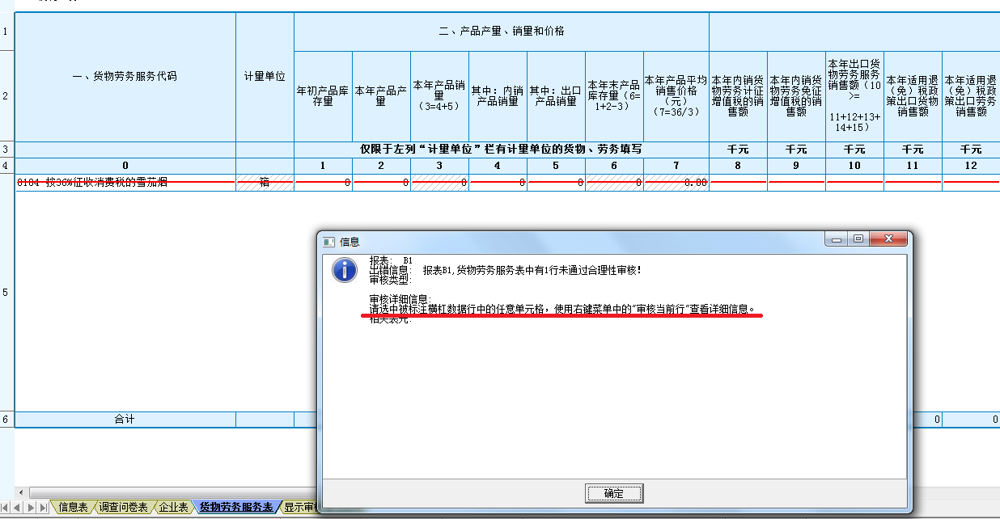 1
二、产品产量、销量和价格
一、货物劳务服务代码
计量单位
2
年初产品库
存量
本年产品产
量
本年产品销
量
(3=4+5)
其中：内销
产品销量
其中：出口
产品销量
本年末产品
库存量（6=
1+2-3）
本年产品平均
销售价格
（元）
(7=36/3)
本年内销货
物劳务计征
增值税的销
售额
本年内销货
物劳务免征
增值税的销
售额
本年出口货
物劳务服务
销售额（10
>=
11+12+13+
14+15）
本年适用退
（免）税政
策出口货物
销售额
本年适用退
（免）税政
策出口劳务
销售额
3
仅限于左列“计量单位”栏有计量单位的货物、劳务填写
千元
千元
千元
千元
千元
4
0
1
2
3
4
5
6
7
8
9
10
11
12
0104 按36%征收消费税的雪茄烟
箱
0
0
0
0
0
0
0.00
5
信息
报表: B1
出错信息: 报表B1,货物劳务服务表中有1行未通过合理性审核!
审核类型:
审核详细信息:
请选中被标注横杠数据行中的任意单元格，使用右键菜单中的“审核当前行“查看详细信息。
相关表元:
确定
6
合计
0
0
信息表
调查问卷表
企业表
货物劳务服务表
显示审